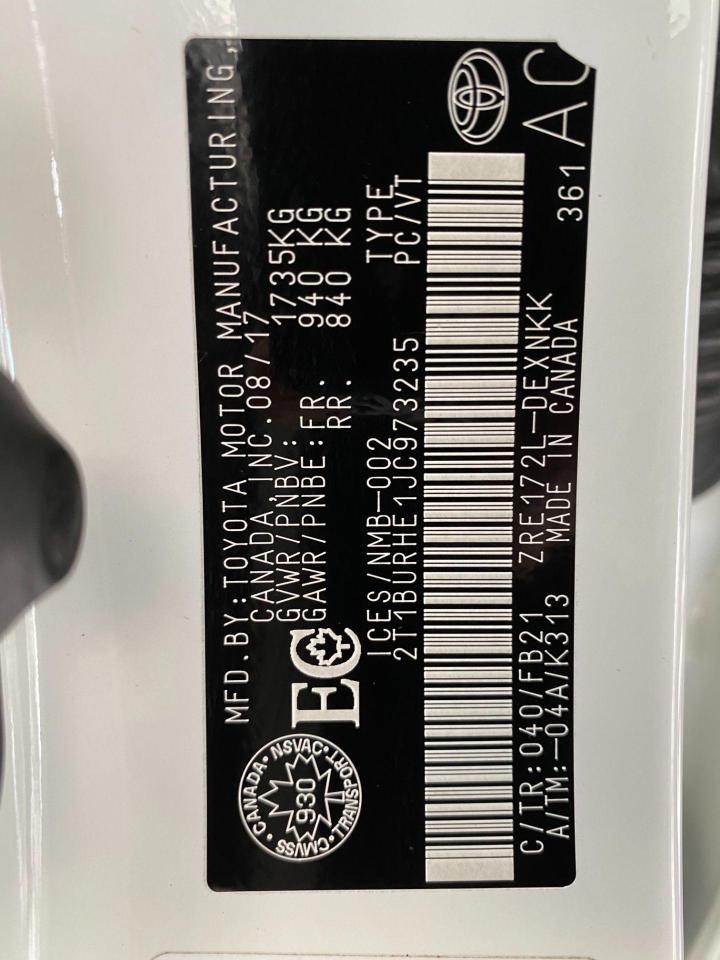 MFD.BY:TOYOTA MOTOR MANUFACTURING,
CANADA,INC.08/17
GVWR/PNBV: 1735KG
GAWR/PNBE:FR. 940 KG
RR. 840 KG
EC
CANADA • NSVAC • TRANSPORT • CMVSS •
930
ICES/NMB-002 TYPE
2T1BURHE1JC973235 PC/VT
C/TR:040/FB21 ZRE172L-DEXNKK
A/TM:-04A/K313 MADE IN CANADA 361
AC